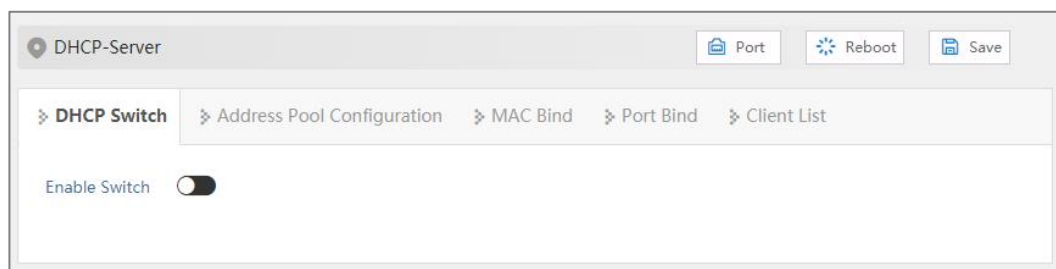 DHCP-Server Port Reboot Save
DHCP Switch Address Pool Configuration MAC Bind Port Bind Client List
Enable Switch